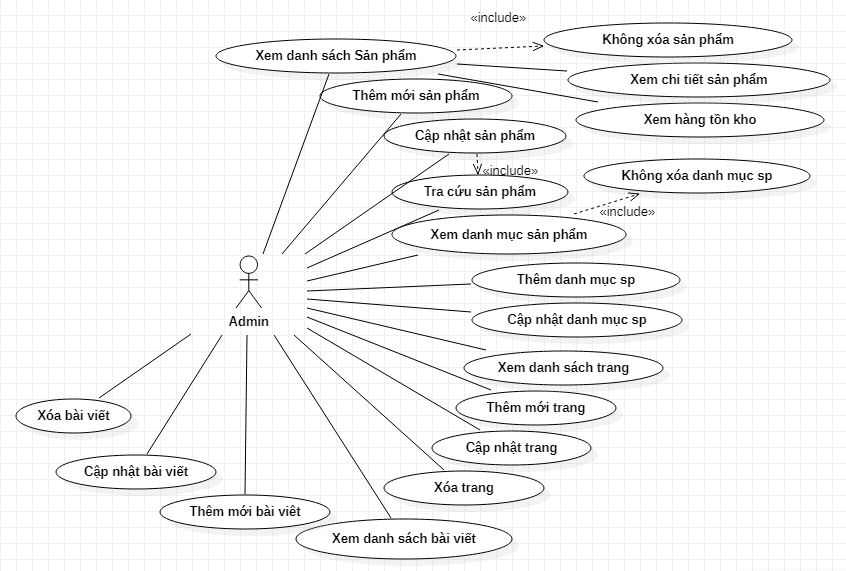 «include»
Không xóa sản phẩm
Xem danh sách Sản phẩm
Xem chi tiết sản phẩm
Thêm mới sản phẩm
Xem hàng tồn kho
Cập nhật sản phẩm
«include»
Không xóa danh mục sp
Tra cứu sản phẩm
«include»
Xem danh mục sản phẩm
Thêm danh mục sp
Admin
Cập nhật danh mục sp
Xem danh sách trang
Thêm mới trang
Xóa bài viết
Cập nhật trang
Cập nhật bài viết
Xóa trang
Thêm mới bài viêt
Xem danh sách bài viết